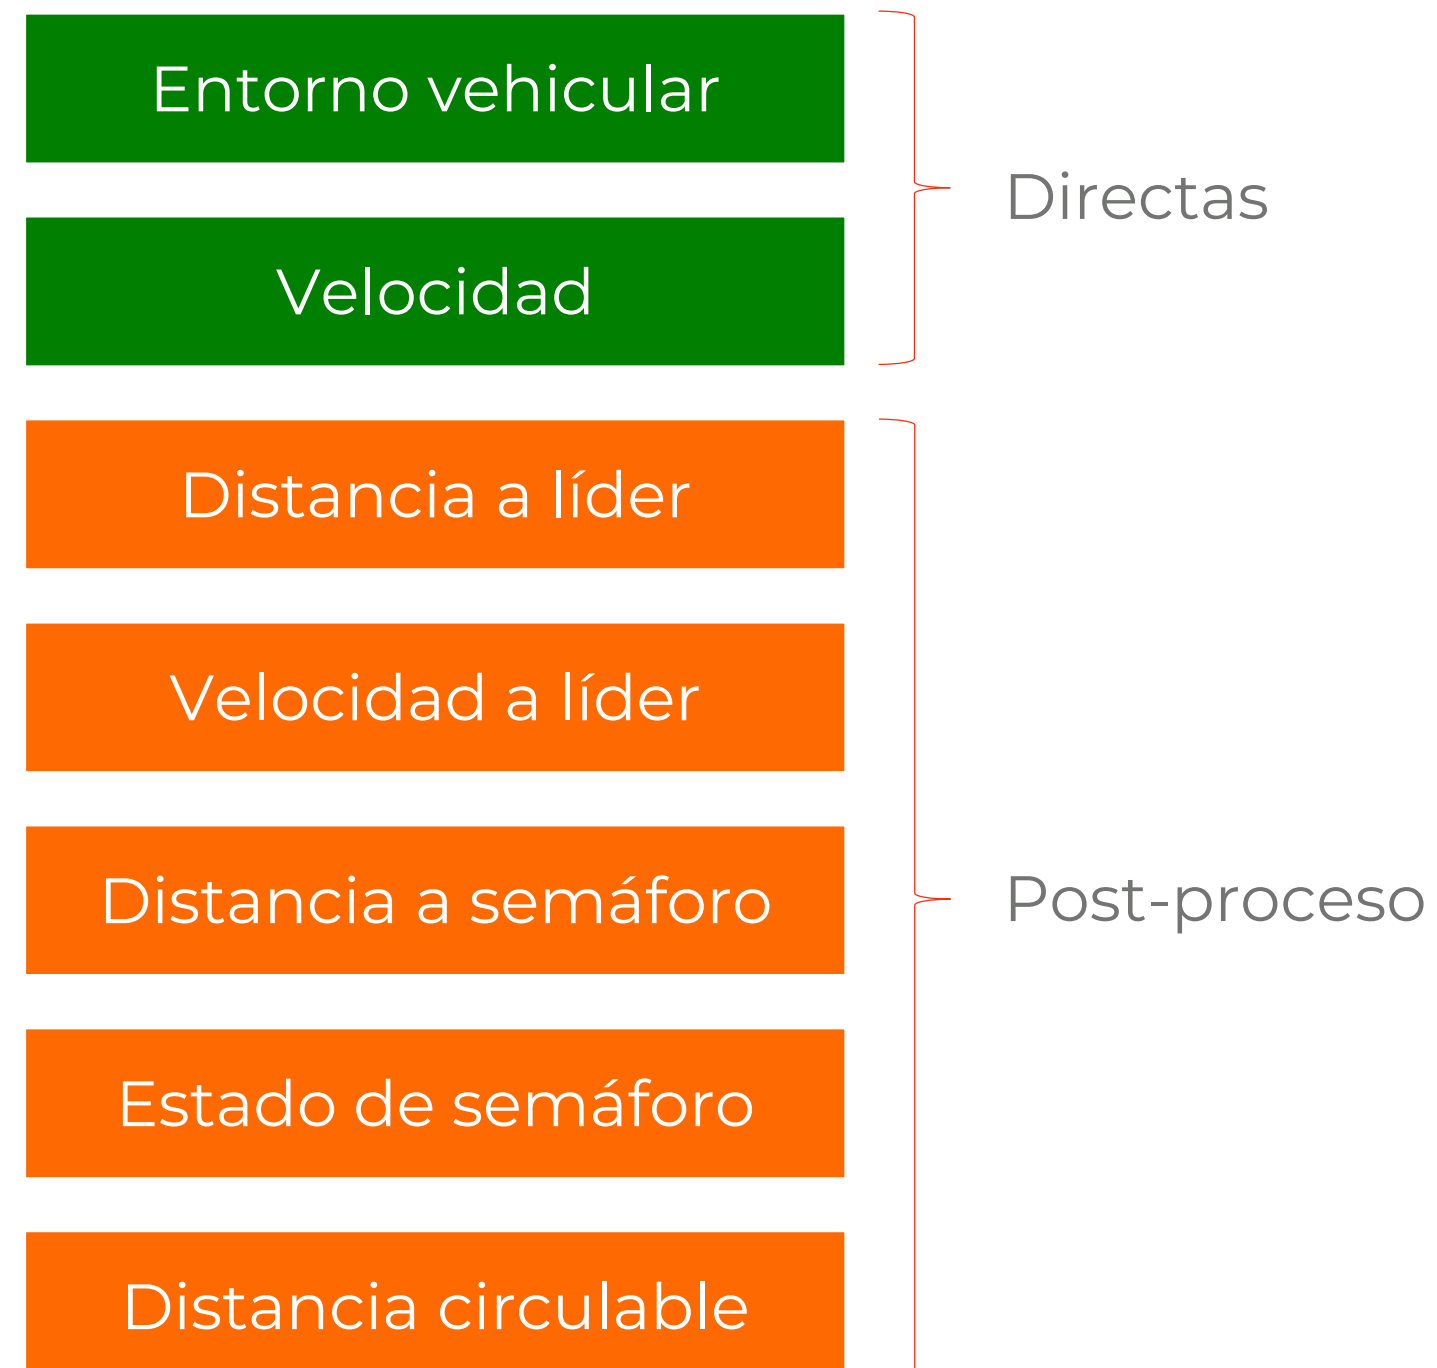 Entorno vehicular
Directas
Velocidad
Distancia a líder
Velocidad a líder
Distancia a semáforo
Post-proceso
Estado de semáforo
Distancia circulable